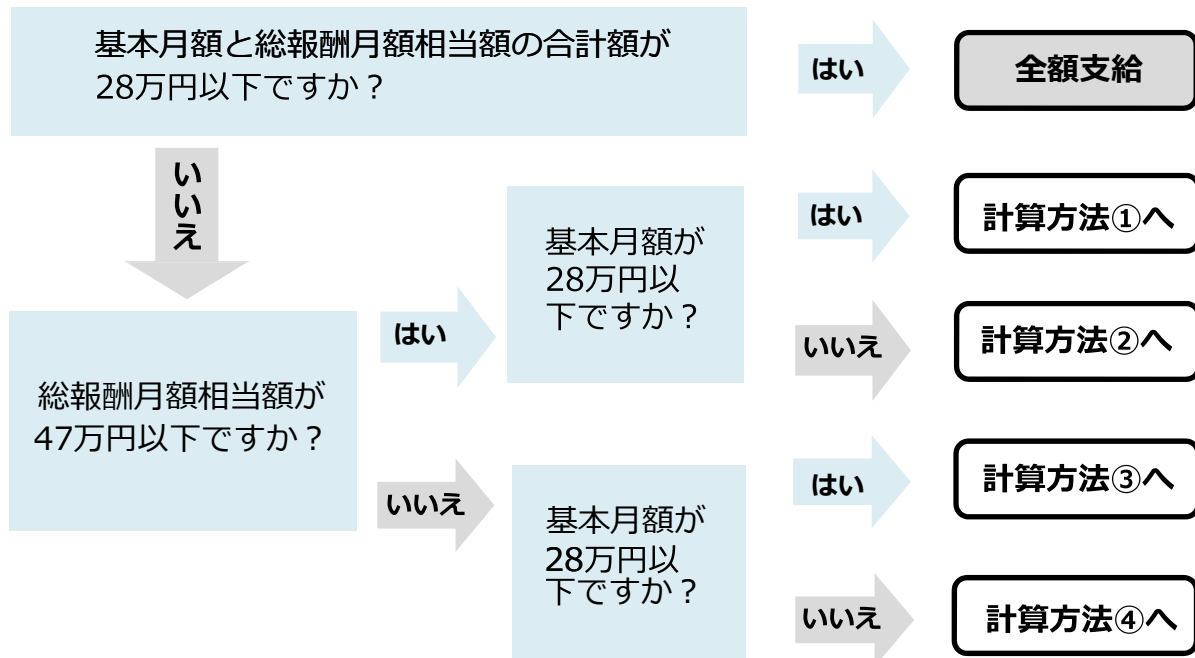 基本月額と総報酬月額相当額の合計額が
28万円以下ですか？
はい
全額支給
いいえ
総報酬月額相当額が
47万円以下ですか？
はい
基本月額が
28万円以
下ですか？
はい
計算方法①へ
いいえ
計算方法②へ
いいえ
基本月額が
28万円以
下ですか？
はい
計算方法③へ
いいえ
計算方法④へ